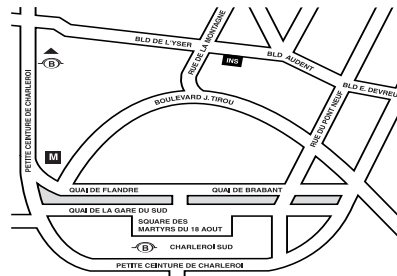 BLD DE L'YSER
RUE DE LA MONTAGNE
INS
BLD AUDENT
BLD E. DEVREU
B
PETITE CEINTURE DE CHARLEROI
BOULEVARD J. TIROU
RUE DU PONT NEUF
M
QUAI DE FLANDRE
QUAI DE BRABANT
QUAI DE LA GARE DU SUD
SQUARE DES
MARTYRS DU 18 AOUT
B
CHARLEROI SUD
PETITE CEINTURE DE CHARLEROI